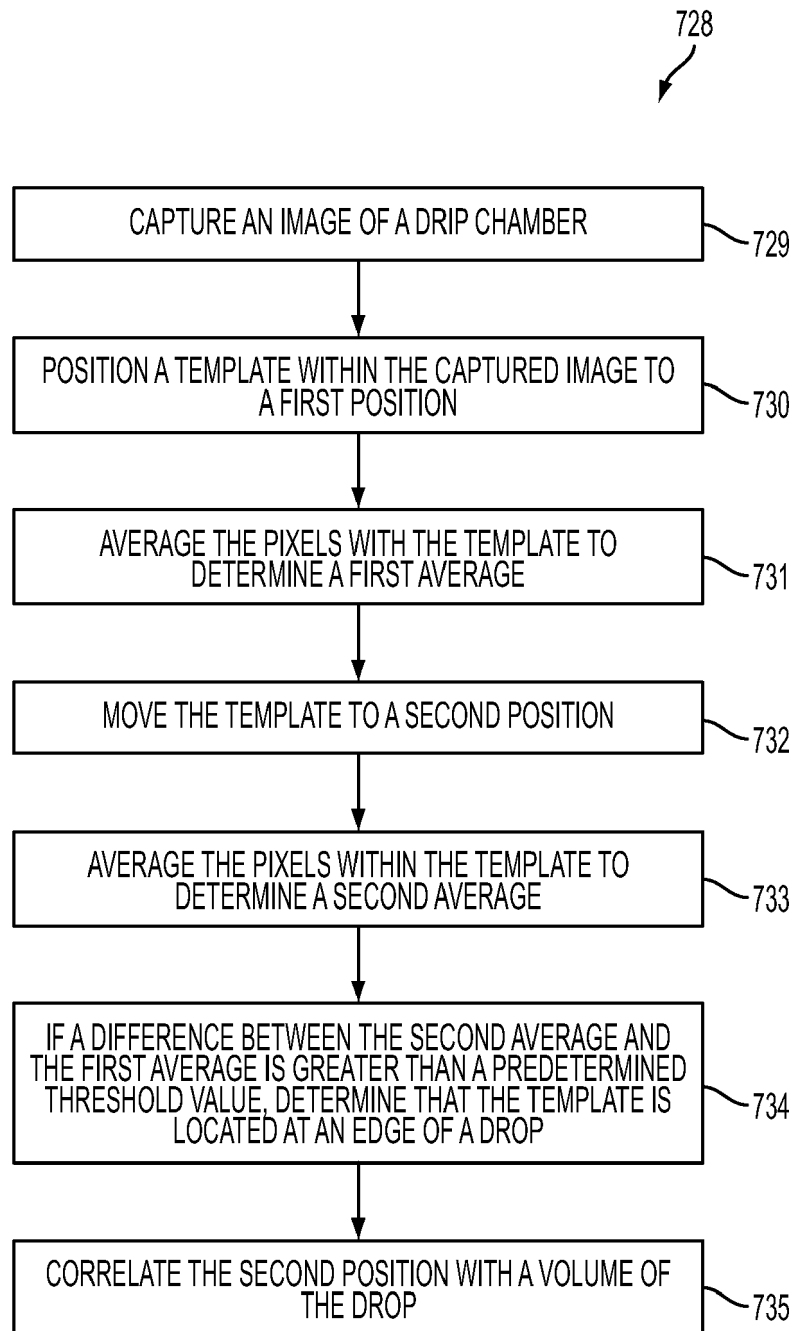 728
CAPTURE AN IMAGE OF A DRIP CHAMBER
729
POSITION A TEMPLATE WITHIN THE CAPTURED IMAGE TO
A FIRST POSITION
730
AVERAGE THE PIXELS WITH THE TEMPLATE TO
DETERMINE A FIRST AVERAGE
731
MOVE THE TEMPLATE TO A SECOND POSITION
732
AVERAGE THE PIXELS WITHIN THE TEMPLATE TO
DETERMINE A SECOND AVERAGE
733
IF A DIFFERENCE BETWEEN THE SECOND AVERAGE AND
THE FIRST AVERAGE IS GREATER THAN A PREDETERMINED
THRESHOLD VALUE, DETERMINE THAT THE TEMPLATE IS
LOCATED AT AN EDGE OF A DROP
734
CORRELATE THE SECOND POSITION WITH A VOLUME OF
THE DROP
735